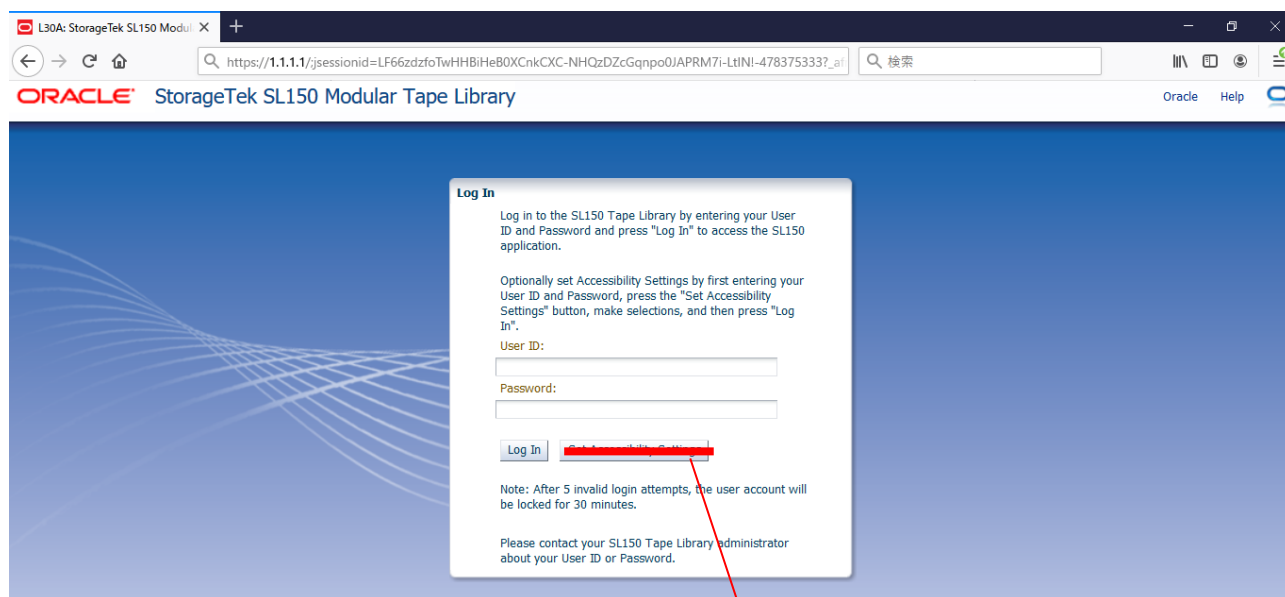 L30A: StorageTek SL150 Modul
https://1.1.1.1/;jsessionid=LF66zdzfoTwHHBiHeB0XCnkCXC-NHQzDZcGqnpo0JAPRM7i-LtIN!-478375333?_af
検索
ORACLE StorageTek SL150 Modular Tape Library
Oracle Help
Log In
Log in to the SL150 Tape Library by entering your User
ID and Password and press "Log In" to access the SL150
application.
Optionally set Accessibility Settings by first entering your
User ID and Password, press the "Set Accessibility
Settings" button, make selections, and then press "Log
In".
User ID:
Password:
Log In Set Accessibility Settings
Note: After 5 invalid login attempts, the user account will
be locked for 30 minutes.
Please contact your SL150 Tape Library administrator
about your User ID or Password.